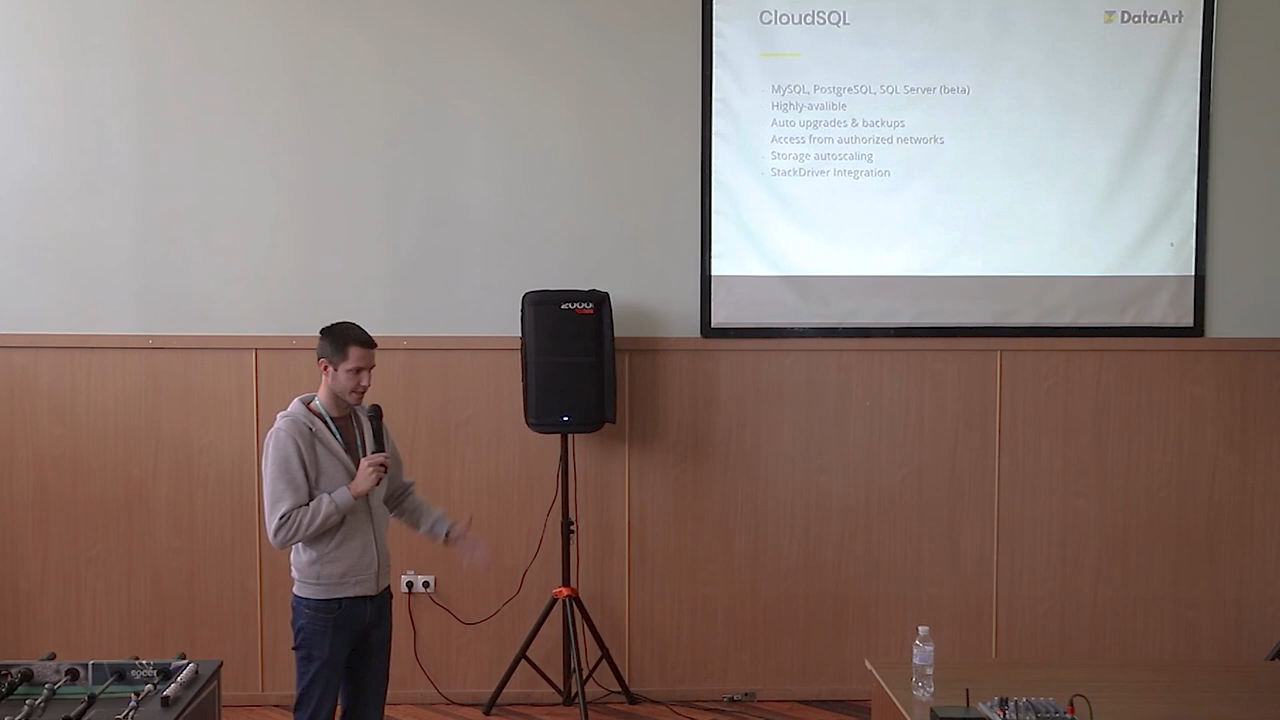 CloudSQL
DataArt
MySQL, PostgreSQL, SQL Server (beta)
Highly-avalible
Auto upgrades & backups
Access from authorized networks
Storage autoscaling
StackDriver Integration
2000
soccer